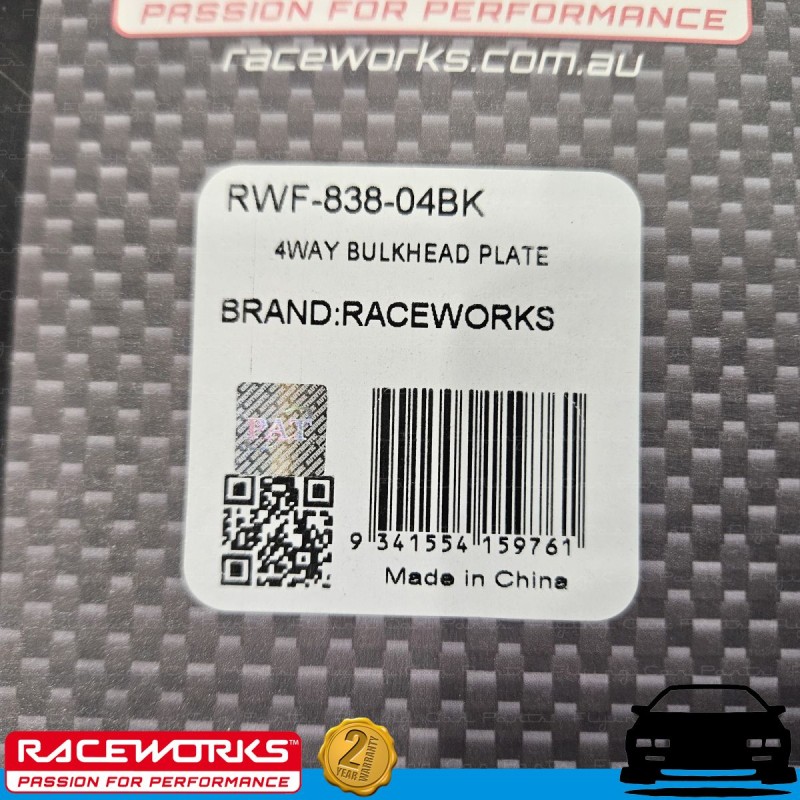 PASSION FOR PERFORMANCE
raceworks.com.au
RWF-838-04BK
4WAY BULKHEAD PLATE
BRAND:RACEWORKS
9 341554 159761
Made in China
RACEWORKS™
PASSION FOR PERFORMANCE
2
YEAR WARRANTY